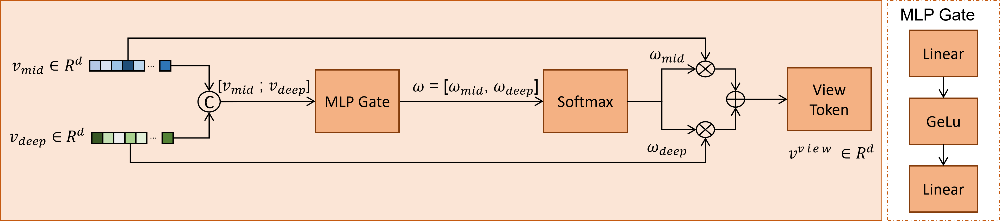 v_mid ∈ R^d
...
[v_mid ; v_deep]
C
v_deep ∈ R^d
...
MLP Gate
ω = [ω_mid, ω_deep]
Softmax
ω_mid
ω_deep
View
Token
v^view ∈ R^d
MLP Gate
Linear
GeLu
Linear